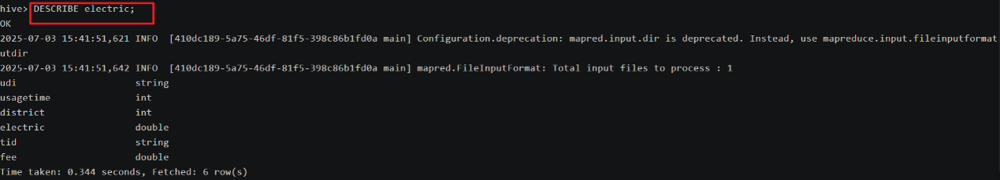 hive> DESCRIBE electric;
OK
2025-07-03 15:41:51,621 INFO  [410dc189-5a75-46df-81f5-398c86b1fd0a main] Configuration.deprecation: mapred.input.dir is deprecated. Instead, use mapreduce.input.fileinputformat
utdir
2025-07-03 15:41:51,642 INFO  [410dc189-5a75-46df-81f5-398c86b1fd0a main] mapred.FileInputFormat: Total input files to process : 1
udi                     string
usagetime               int
district                int
electric                double
tid                     string
fee                     double
Time taken: 0.344 seconds, Fetched: 6 row(s)